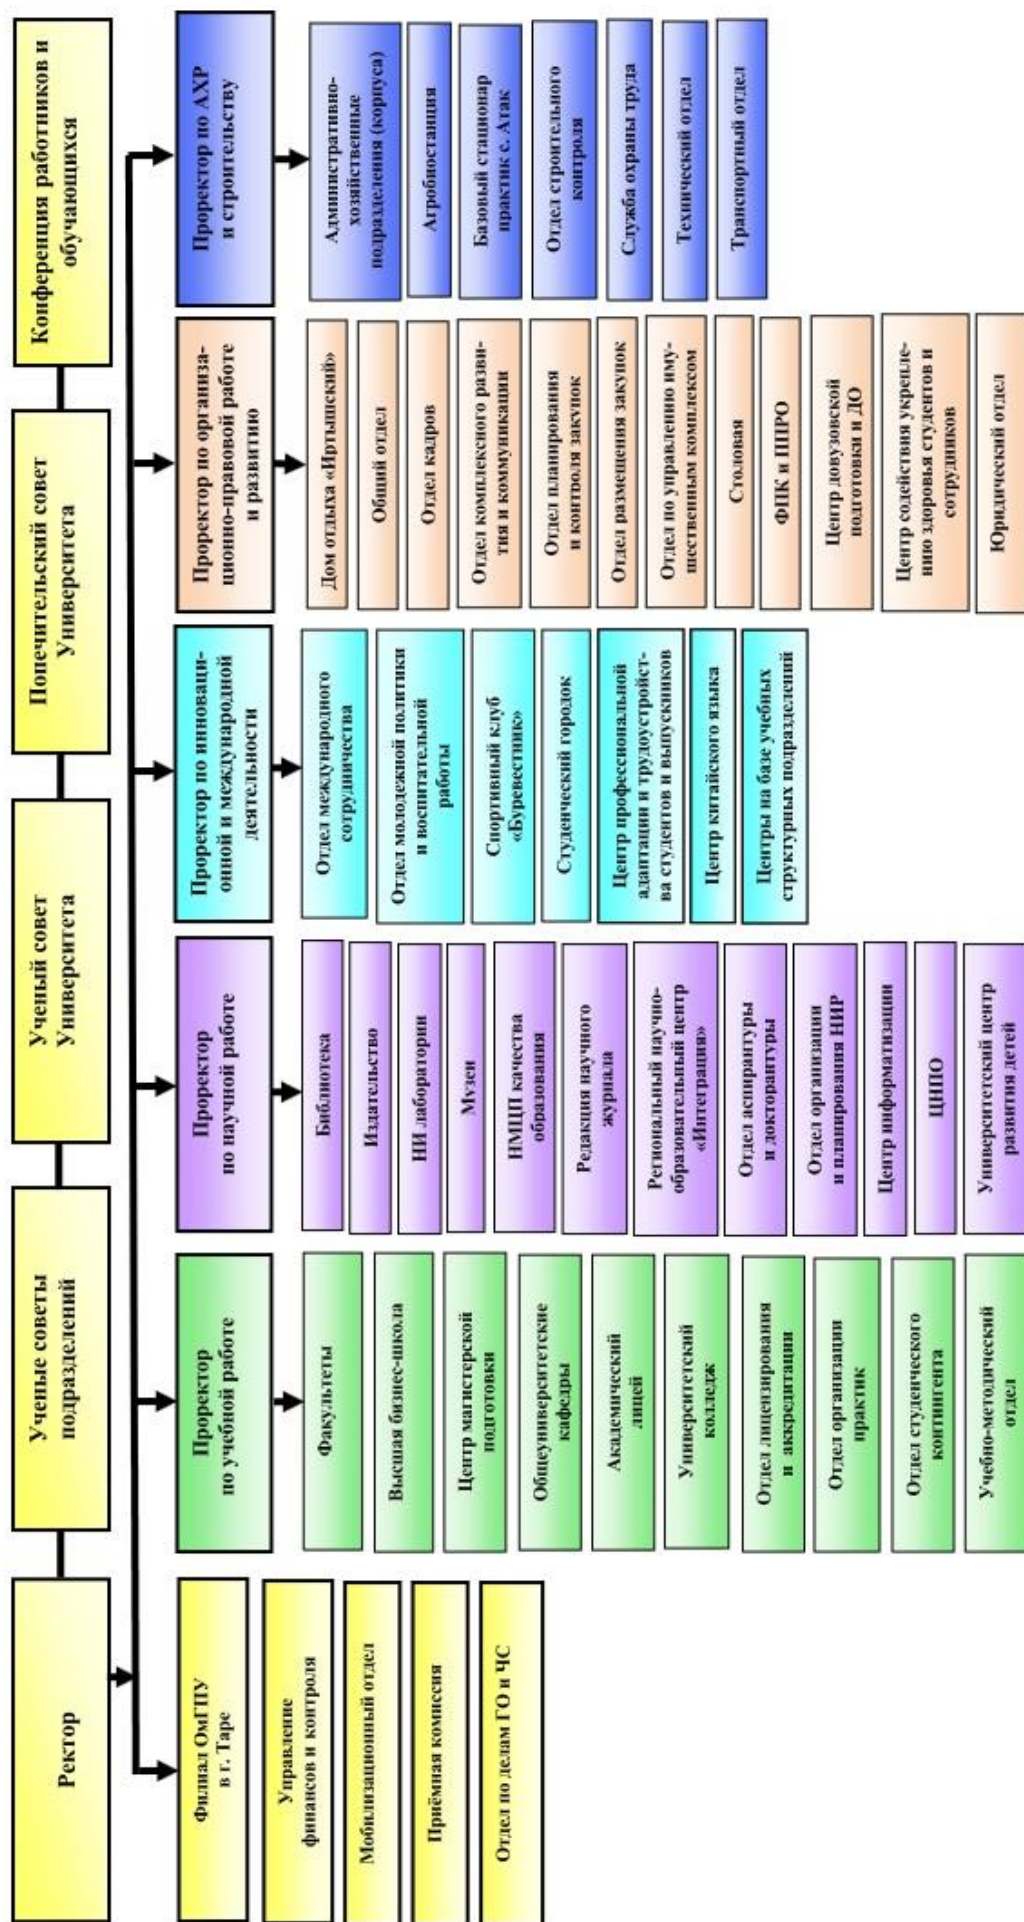 Ректор
Ученые советы
подразделений
Ученый совет
Университета
Попечительский совет
Университета
Конференция работников и
обучающихся
Филиал ОмГПУ
в г. Таре
Управление
финансов и контроля
Мобилизационный отдел
Приёмная комиссия
Отдел по делам ГО и ЧС
Проректор
по учебной работе
Факультеты
Высшая бизнес-школа
Центр магистерской
подготовки
Общеуниверситетские
кафедры
Академический
лицей
Университетский
колледж
Отдел лицензирования
и аккредитации
Отдел организации
практик
Отдел студенческого
контингента
Учебно-методический
отдел
Проректор
по научной работе
Библиотека
Издательство
НИ лаборатории
Музеи
НМЦП качества
образования
Редакция научного
журнала
Региональный научно-
образовательный центр
«Интеграция»
Отдел аспирантуры
и докторантуры
Отдел организации
и планирования НИР
Центр информатизации
ЦНПО
Университетский центр
развития детей
Проректор по инноваци-
онной и международной
деятельности
Отдел международного
сотрудничества
Отдел молодежной политики
и воспитательной
работы
Спортивный клуб
«Буревестник»
Студенческий городок
Центр профессиональной
адаптации и трудоустройст-
ва студентов и выпускников
Центр китайского языка
Центры на базе учебных
структурных подразделений
Проректор по организа-
ционно-правовой работе
и развитию
Дом отдыха «Иртышский»
Общий отдел
Отдел кадров
Отдел комплексного разви-
тия и коммуникации
Отдел планирования
и контроля закупок
Отдел размещения закупок
Отдел по управлению иму-
щественным комплексом
Столовая
ФПК и ППРО
Центр довузовской
подготовки и ДО
Центр содействия укрепле-
нию здоровья студентов и
сотрудников
Юридический отдел
Проректор по АХР
и строительству
Административно-
хозяйственные
подразделения (корпуса)
Агробиостанция
Базовый стационар
практик с. Атак
Отдел строительного
контроля
Служба охраны труда
Технический отдел
Транспортный отдел